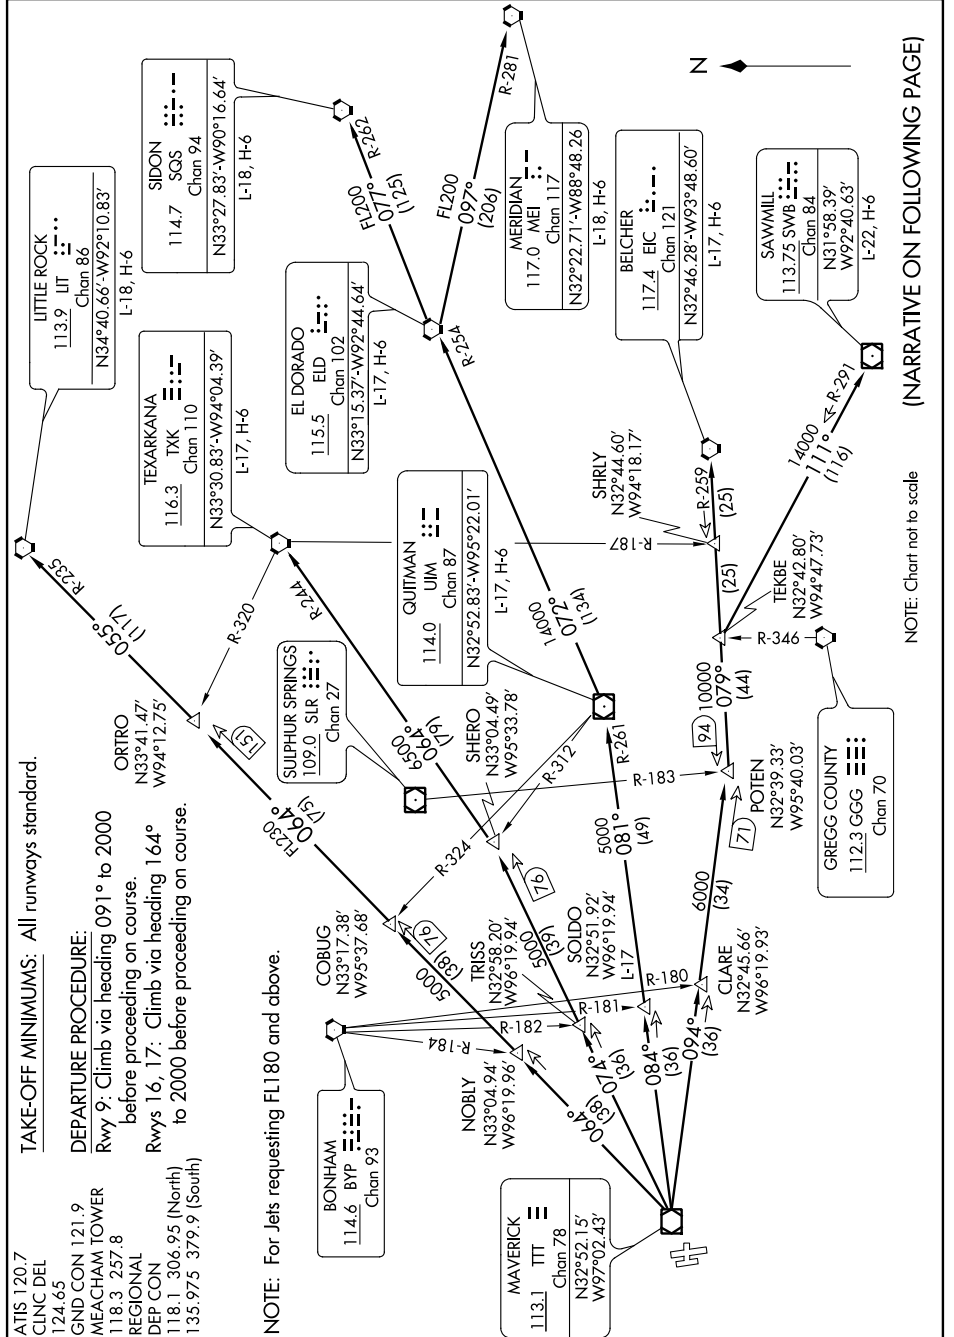 ATIS 120.7
CLNC DEL
124.65
GND CON 121.9
MEACHAM TOWER
118.3 257.8
REGIONAL
DEP CON
118.1 306.95 (North)
135.975 379.9 (South)
TAKE-OFF MINIMUMS: All runways standard.
DEPARTURE PROCEDURE:
Rwy 9: Climb via heading 091° to 2000
before proceeding on course.
Rwys 16, 17: Climb via heading 164°
to 2000 before proceeding on course.
NOTE: For Jets requesting FL180 and above.
LITTLE ROCK
113.9 LIT
Chan 86
N34°40.66'-W92°10.83'
L-18, H-6
SIDON
114.7 SQS
Chan 94
N33°27.83'-W90°16.64'
L-18, H-6
TEXARKANA
116.3 TXK
Chan 110
N33°30.83'-W94°04.39'
L-17, H-6
EL DORADO
115.5 ELD
Chan 102
N33°15.37'-W92°44.64'
L-17, H-6
QUITMAN
114.0 UIM
Chan 87
N32°52.83'-W95°22.01'
L-17, H-6
SULPHUR SPRINGS
109.0 SLR
Chan 27
MERIDIAN
117.0 MEI
Chan 117
N32°22.71'-W88°48.26
L-18, H-6
BELCHER
117.4 EIC
Chan 121
N32°46.28'-W93°48.60'
L-17, H-6
SAWMILL
113.75 SWB
Chan 84
N31°58.39'
W92°40.63'
L-22, H-6
GREGG COUNTY
112.3 GGG
Chan 70
BONHAM
114.6 BYP
Chan 93
MAVERICK
113.1 TTT
Chan 78
N32°52.15'
W97°02.43'
ORTRO
N33°41.47'
W94°12.75'
COBUG
N33°17.38'
W95°37.68'
NOBLY
N33°04.94'
W96°19.96'
TRISS
N32°58.20'
W96°19.94'
SOLDO
N32°51.92'
W96°19.94'
L-17
CLARE
N32°45.66'
W96°19.93'
SHERO
N33°04.49'
W95°33.78'
POTEN
N32°39.33'
W95°40.03'
TEKBE
N32°42.80'
W94°47.73'
SHRLY
N32°44.60'
W94°18.17'
R-235
055°
(117)
R-320
151
FL230
064°
(75)
R-324
76
5000
(38)
064°
(38)
R-184
R-182
R-181
R-180
074°
(36)
084°
(36)
094°
(36)
5000
(39)
76
R-312
6500
064°
(76)
R-244
5000
081°
(49)
R-261
14000
072°
(134)
R-254
FL200
077°
(125)
R-262
FL200
097°
(206)
R-281
6000
(34)
71
R-183
94
10000
079°
(44)
R-346
(25)
R-187
R-259
(25)
14000
111°
(116)
R-291
N
NOTE: Chart not to scale
(NARRATIVE ON FOLLOWING PAGE)